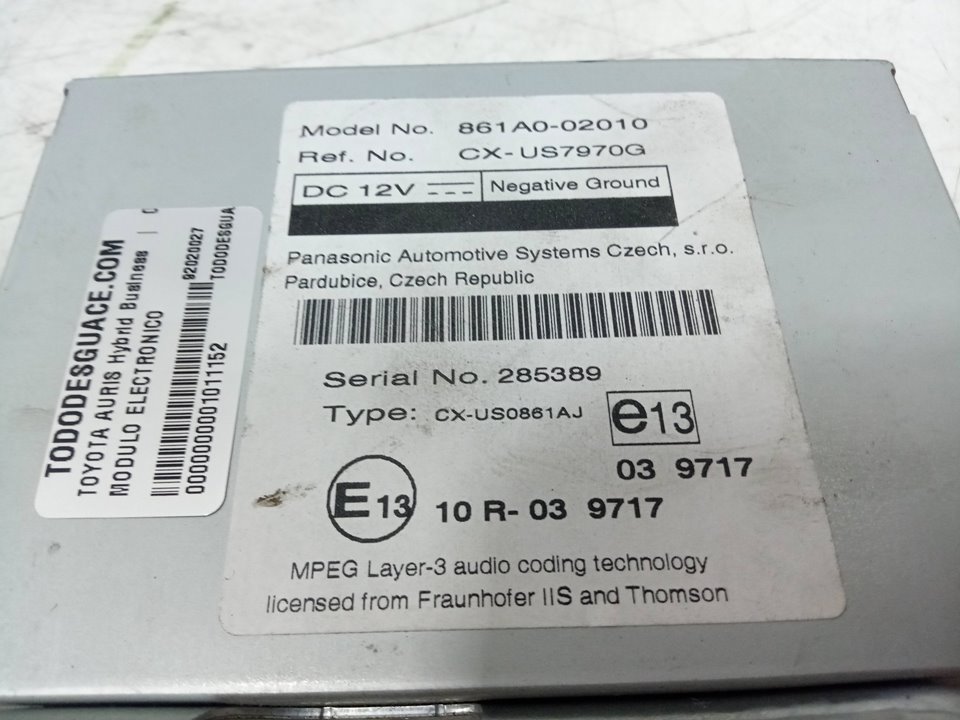 Model No. 861A0-02010
Ref. No. CX-US7970G
DC 12V
Negative Ground
Panasonic Automotive Systems Czech, s.r.o.
Pardubice, Czech Republic
Serial No. 285389
Type: CX-US0861AJ
e13
03 9717
E13
10 R- 03 9717
MPEG Layer-3 audio coding technology
licensed from Fraunhofer IIS and Thomson
TODODESGUACE.COM
TOYOTA AURIS Hybrid Business | C
MODULO ELECTRONICO
92020027
0000000001011152
TODODESGUA